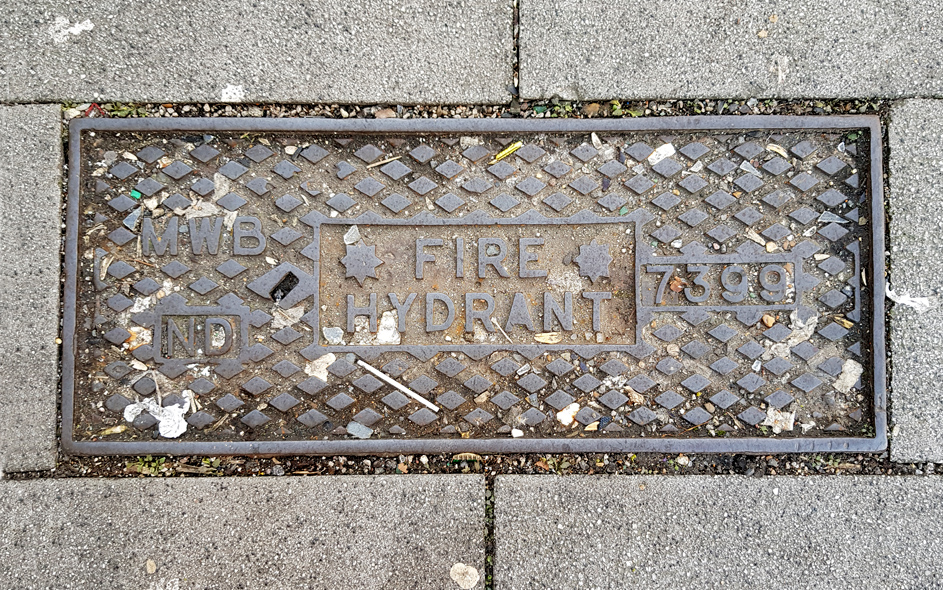 MWB
ND
FIRE
HYDRANT
7399